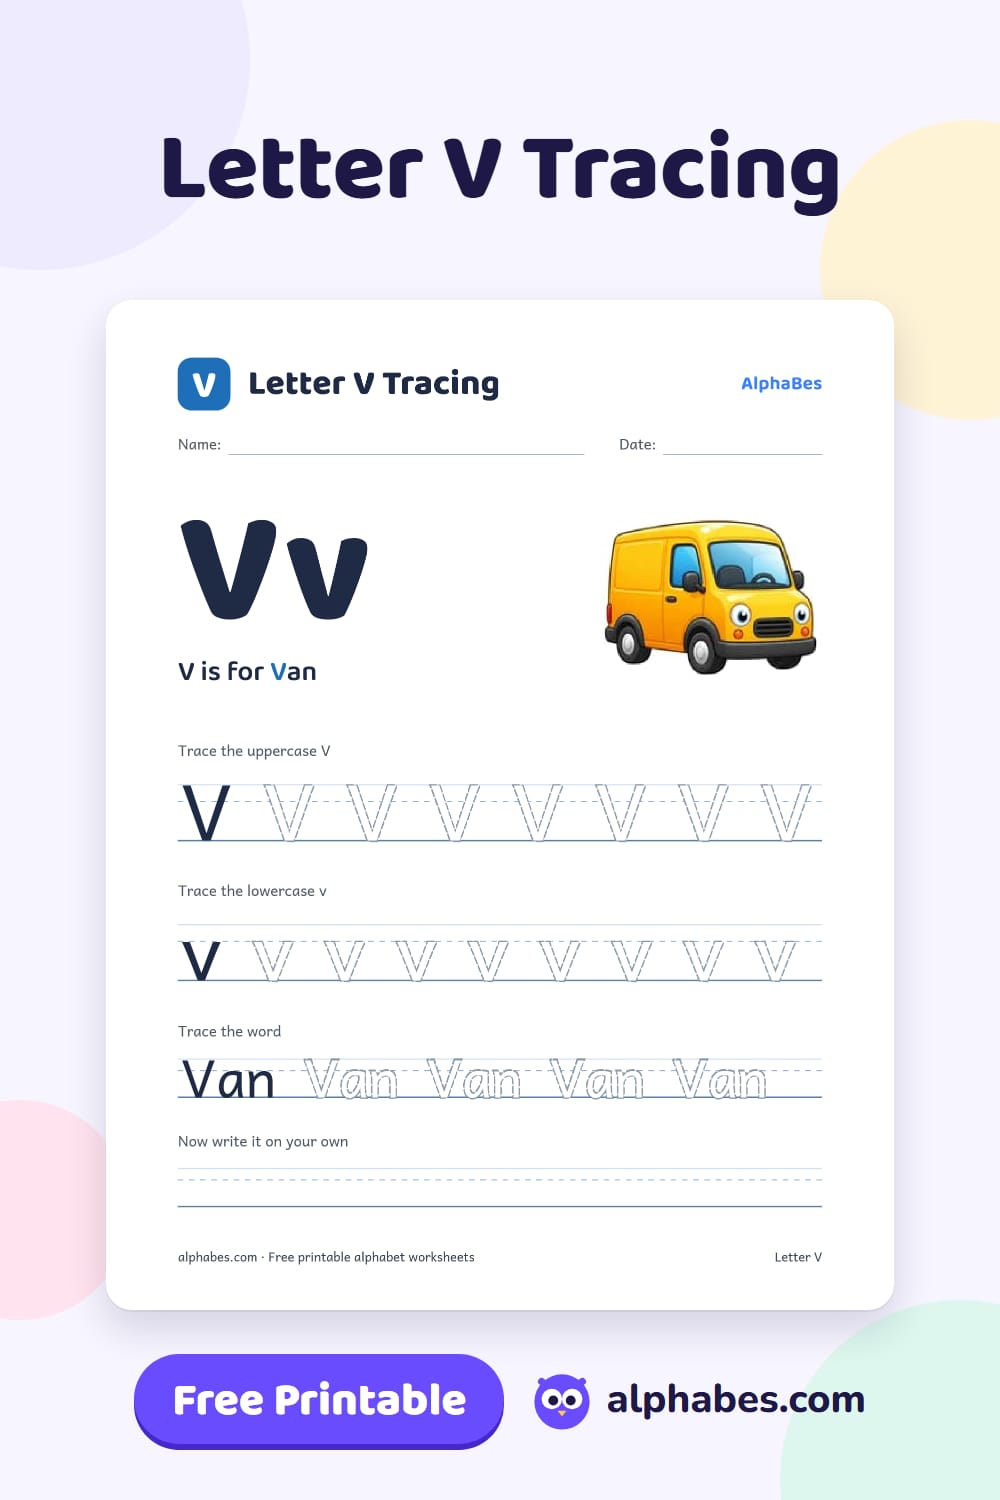 Letter V Tracing
V Letter V Tracing AlphaBes
Name: Date:
Vv
V is for Van
Trace the uppercase V
V V V V V V V V
Trace the lowercase v
v v v v v v v v v
Trace the word
Van Van Van Van Van
Now write it on your own
alphabes.com · Free printable alphabet worksheets Letter V
Free Printable alphabes.com